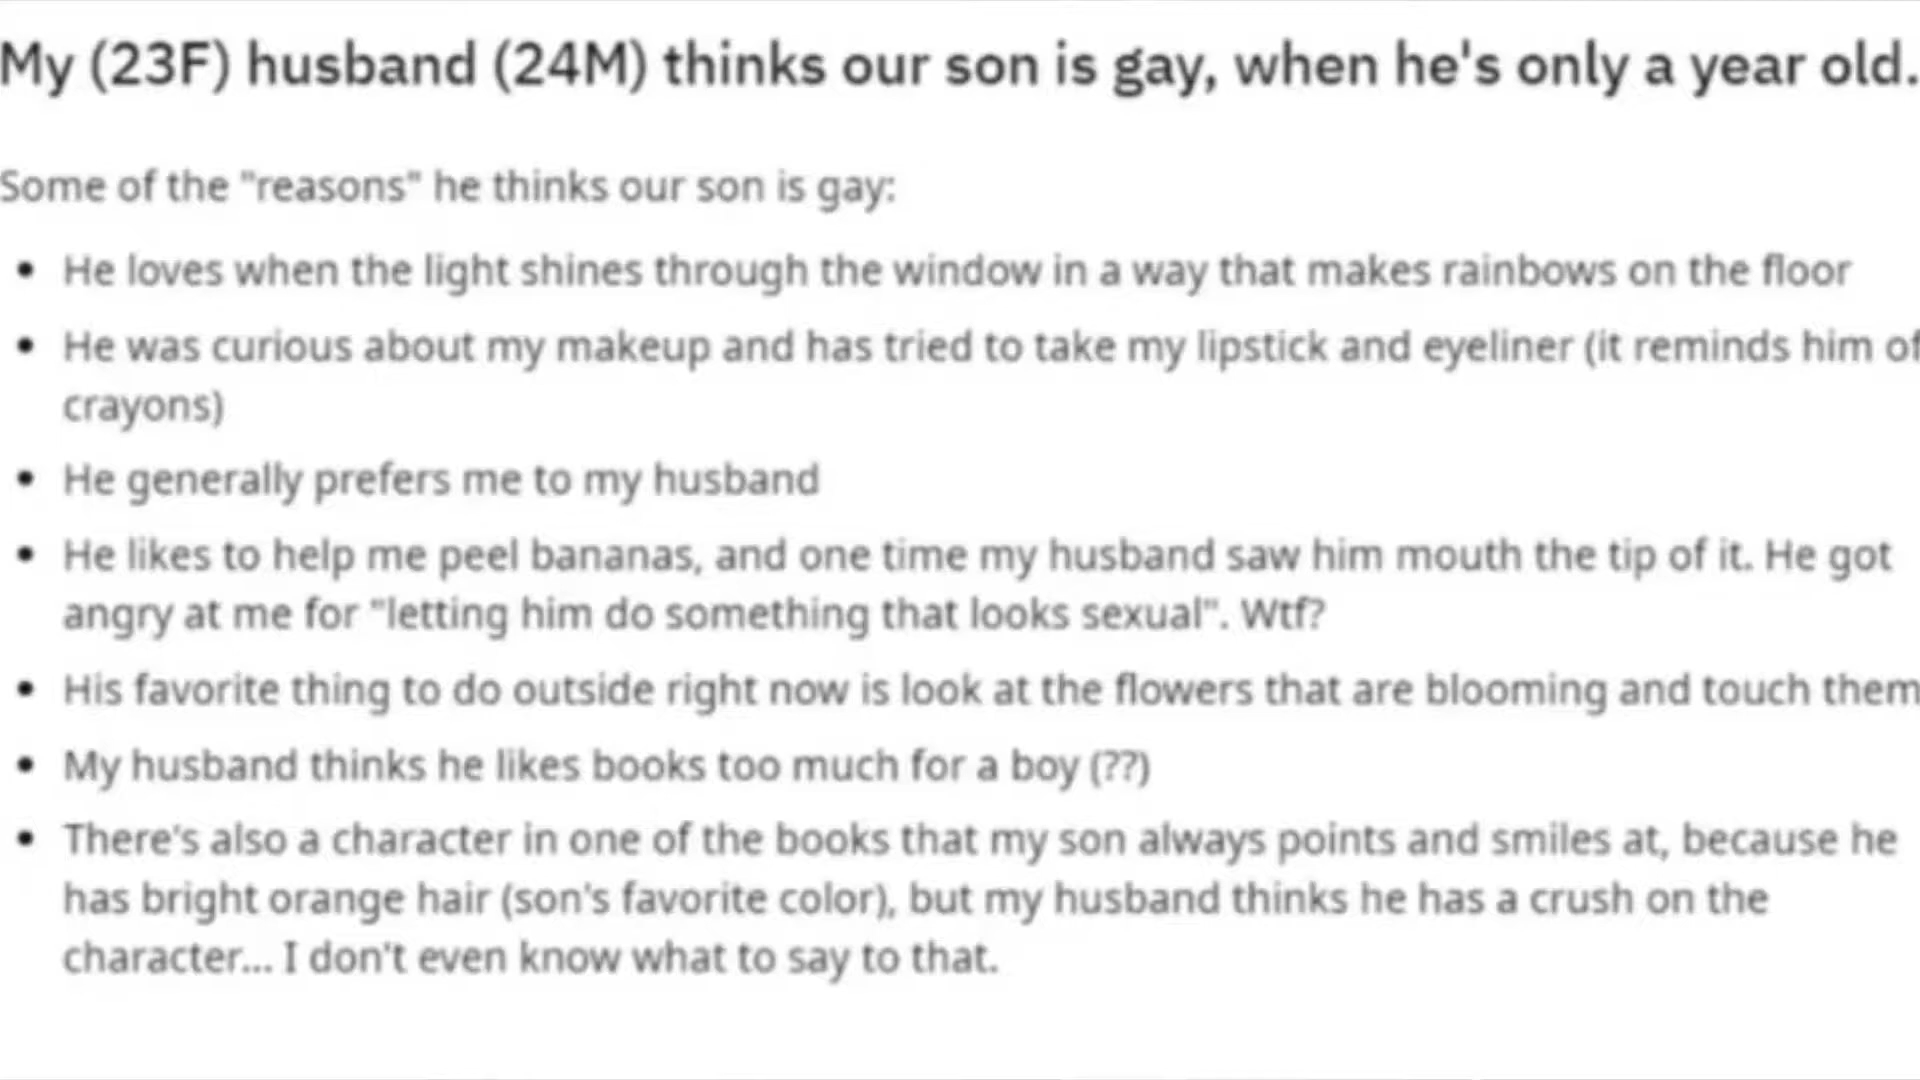 My (23F) husband (24M) thinks our son is gay, when he's only a year old.
Some of the "reasons" he thinks our son is gay:
• He loves when the light shines through the window in a way that makes rainbows on the floor
• He was curious about my makeup and has tried to take my lipstick and eyeliner (it reminds him of
crayons)
• He generally prefers me to my husband
• He likes to help me peel bananas, and one time my husband saw him mouth the tip of it. He got
angry at me for "letting him do something that looks sexual". Wtf?
• His favorite thing to do outside right now is look at the flowers that are blooming and touch them
• My husband thinks he likes books too much for a boy (??)
• There's also a character in one of the books that my son always points and smiles at, because he
has bright orange hair (son's favorite color), but my husband thinks he has a crush on the
character... I don't even know what to say to that.